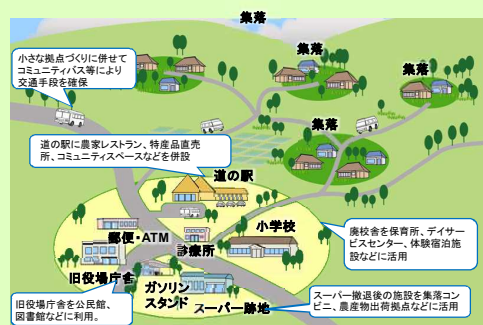 集落
小さな拠点づくりに併せて
コミュニティバス等により
交通手段を確保
集落
集落
集落
道の駅に農家レストラン、特産品直売
所、コミュニティスペースなどを併設
道の駅
小学校
郵便・ATM
診療所
廃校舎を保育所、デイサー
ビスセンター、体験宿泊施
設などに活用
旧役場庁舎
ガソリン
スタンド
スーパー跡地
旧役場庁舎を公民館、
図書館などに利用。
スーパー撤退後の施設を集落コン
ビニ、農産物出荷拠点などに活用